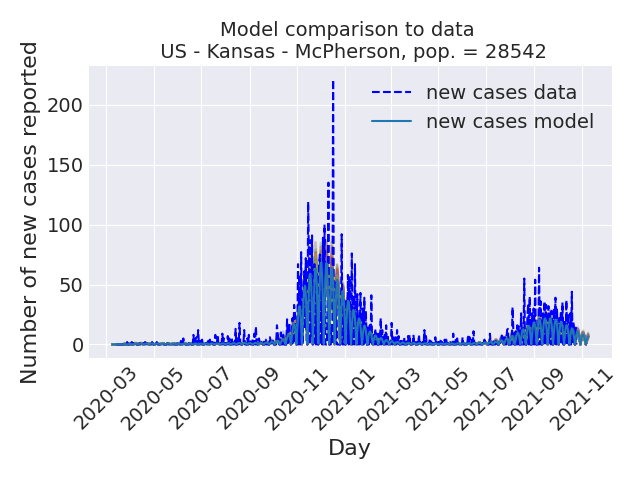 Model comparison to data
US - Kansas - McPherson, pop. = 28542
Number of new cases reported
200
150
100
50
0
new cases data
new cases model
2020-03
2020-05
2020-07
2020-09
2020-11
2021-01
2021-03
2021-05
2021-07
2021-09
2021-11
Day